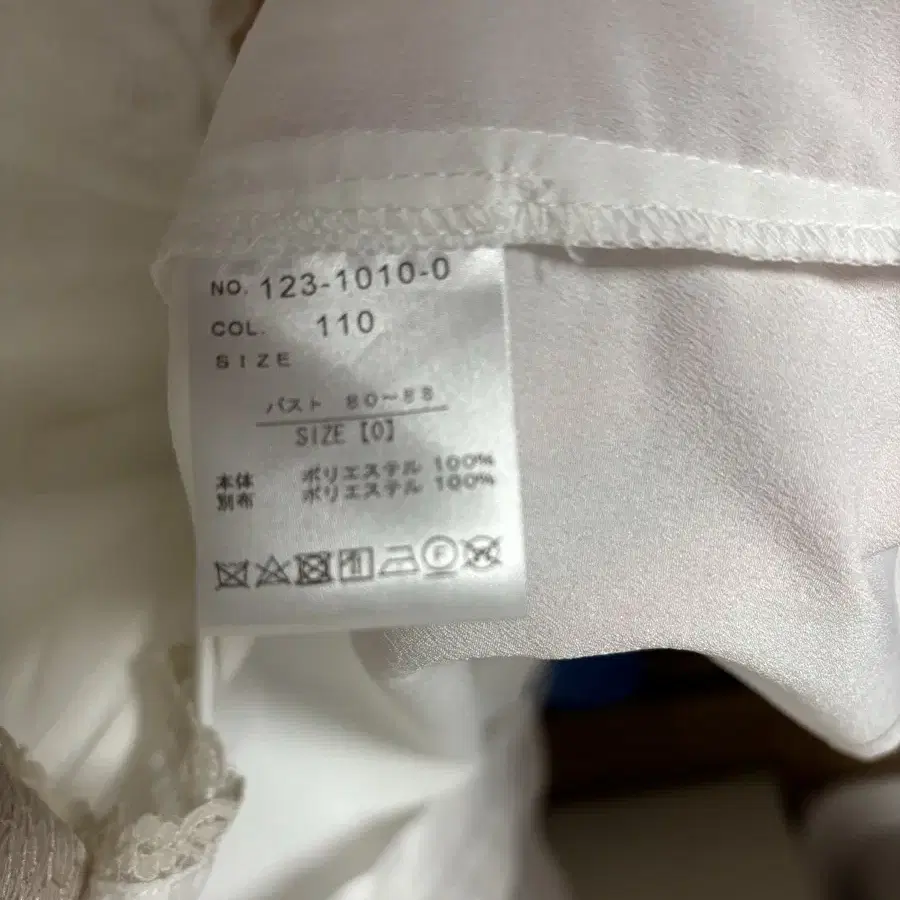 NO. 123-1010-0
COL. 110
SIZE
バスト 80~88
SIZE [0]
本体 ポリエステル 100%
別布 ポリエステル 100%
F